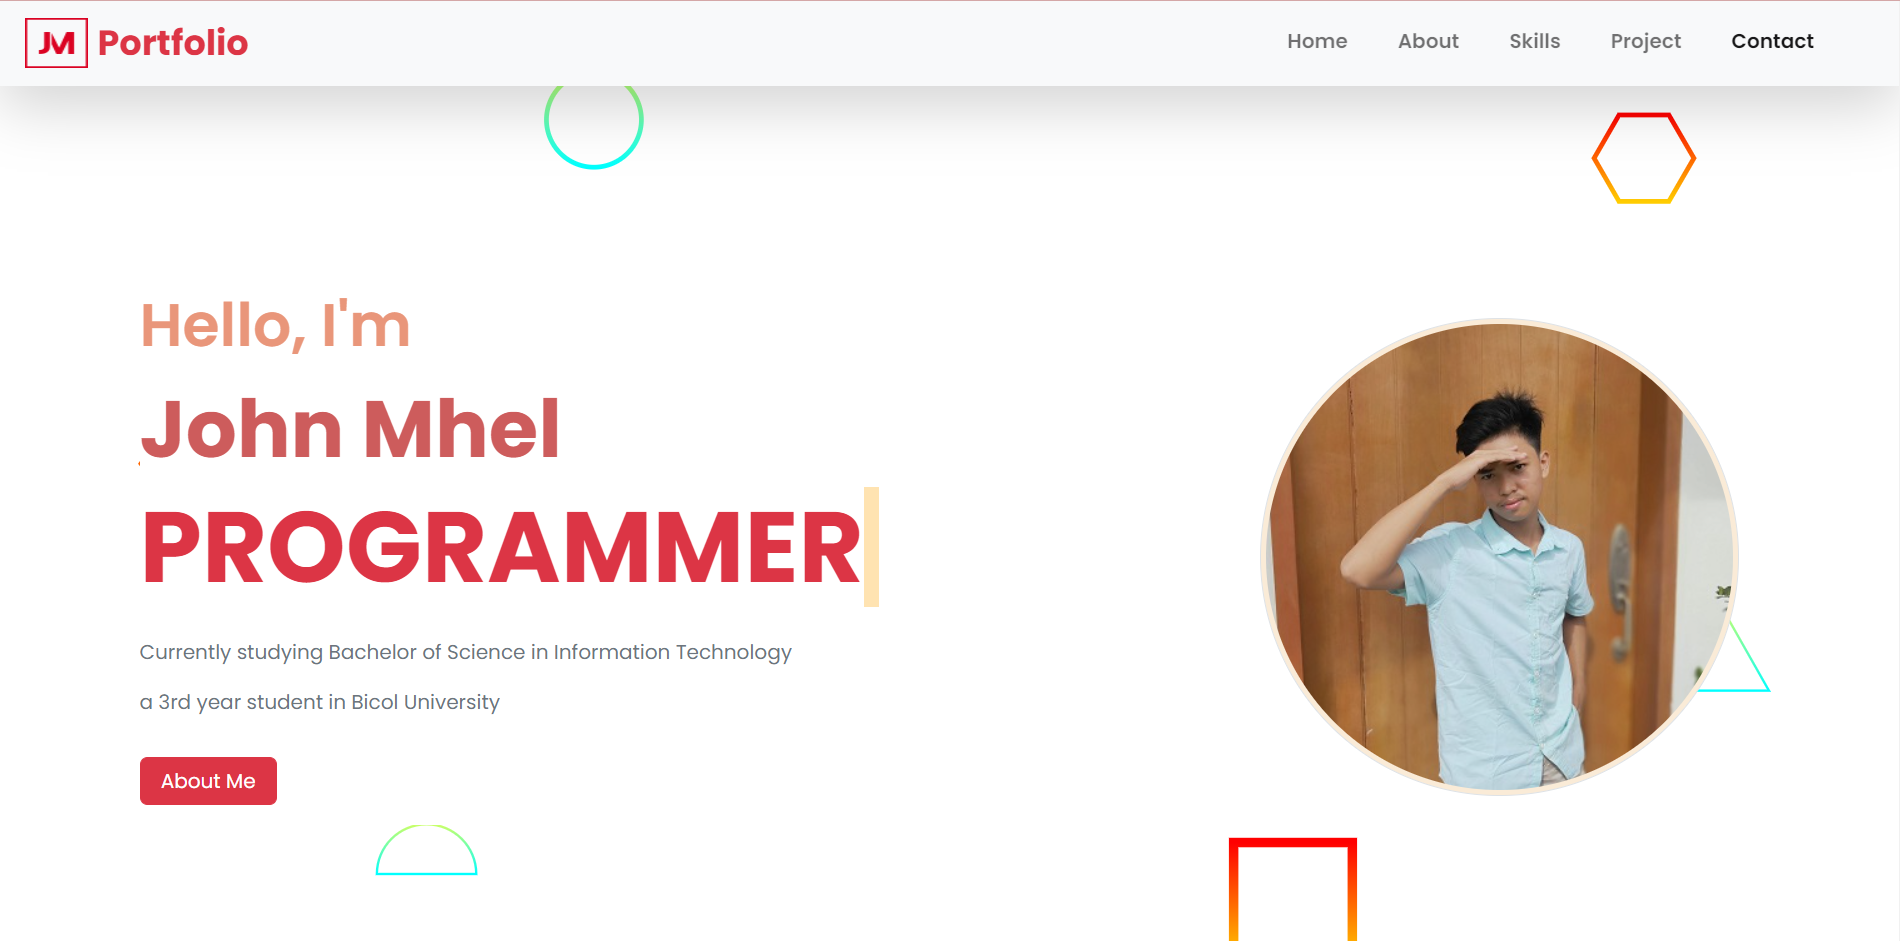 JM Portfolio
Home About Skills Project Contact
Hello, I'm
John Mhel
PROGRAMMER
Currently studying Bachelor of Science in Information Technology
a 3rd year student in Bicol University
About Me